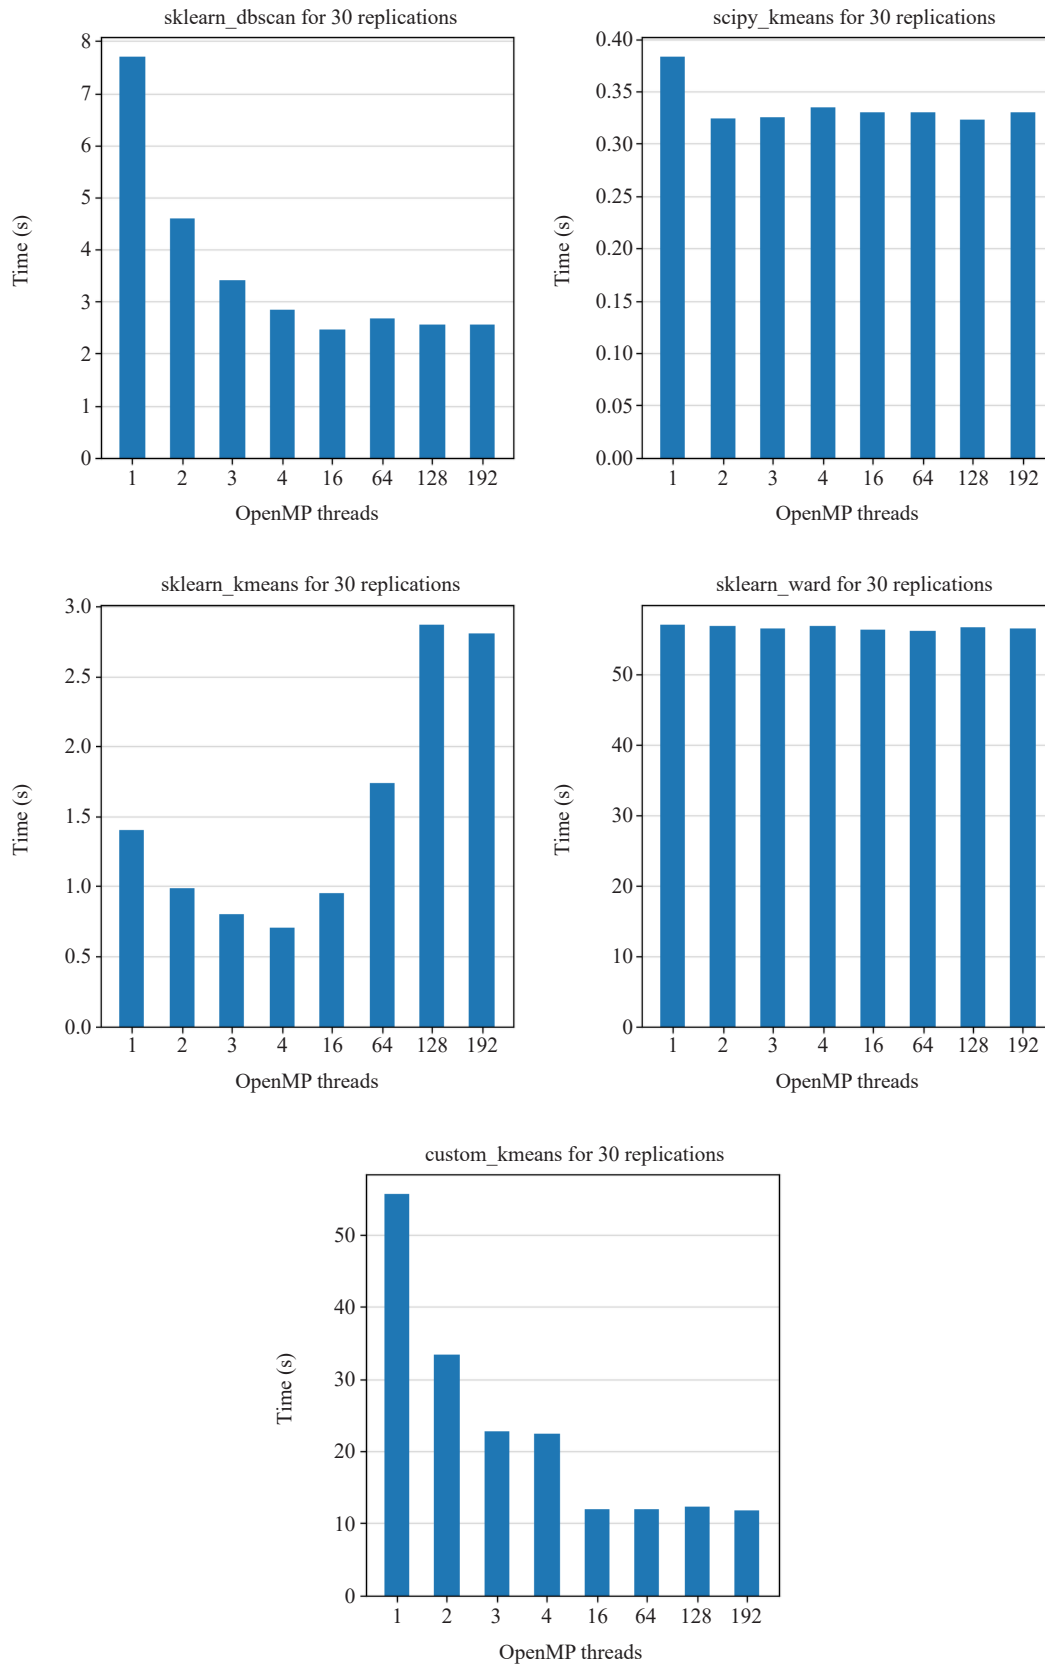 sklearn_dbscan for 30 replications
8
7
6
5
4
3
2
1
0
Time (s)
1 2 3 4 16 64 128 192
OpenMP threads
scipy_kmeans for 30 replications
0.40
0.35
0.30
0.25
0.20
0.15
0.10
0.05
0.00
Time (s)
1 2 3 4 16 64 128 192
OpenMP threads
sklearn_kmeans for 30 replications
3.0
2.5
2.0
1.5
1.0
0.5
0.0
Time (s)
1 2 3 4 16 64 128 192
OpenMP threads
sklearn_ward for 30 replications
50
40
30
20
10
0
Time (s)
1 2 3 4 16 64 128 192
OpenMP threads
custom_kmeans for 30 replications
50
40
30
20
10
0
Time (s)
1 2 3 4 16 64 128 192
OpenMP threads